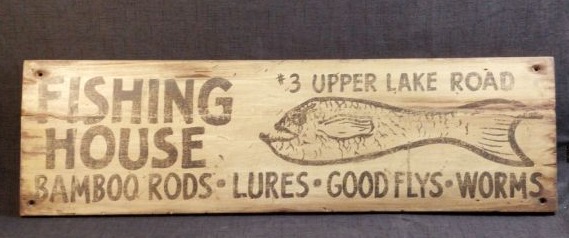 FISHING
HOUSE
#3 UPPER LAKE ROAD
BAMBOO RODS • LURES • GOOD FLYS • WORMS